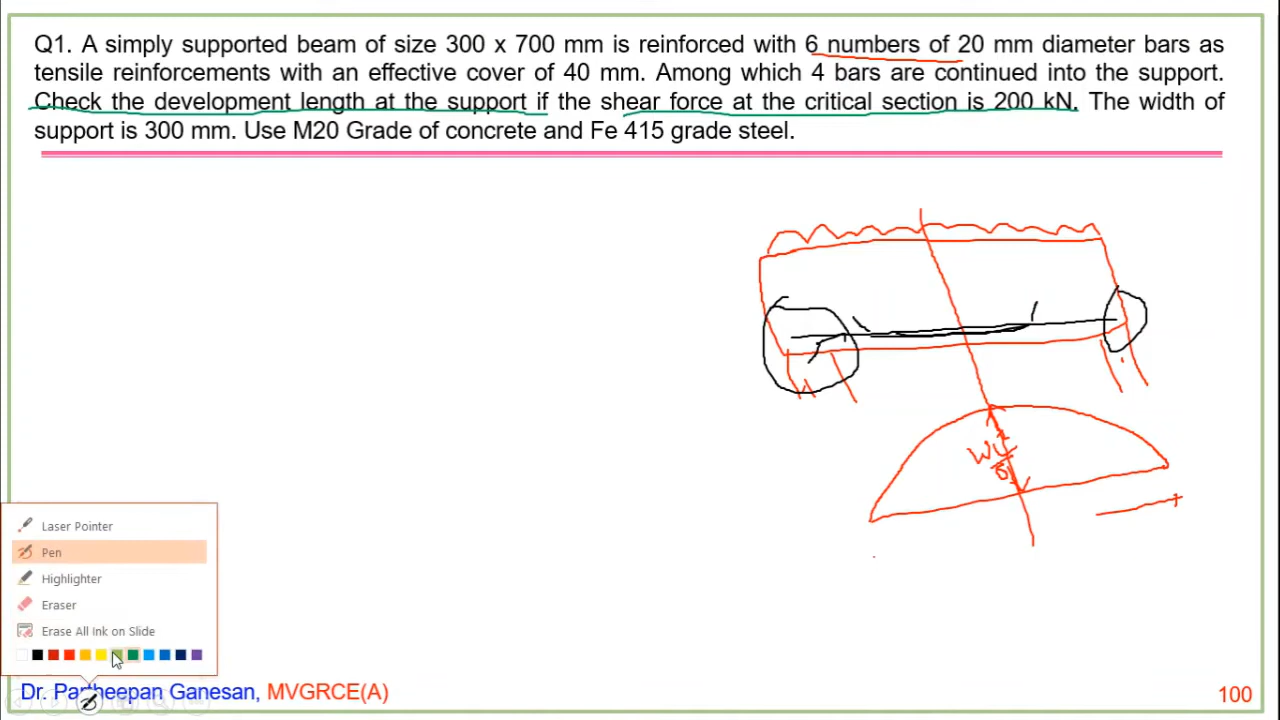 Q1. A simply supported beam of size 300 x 700 mm is reinforced with 6 numbers of 20 mm diameter bars as
tensile reinforcements with an effective cover of 40 mm. Among which 4 bars are continued into the support.
Check the development length at the support if the shear force at the critical section is 200 kN. The width of
support is 300 mm. Use M20 Grade of concrete and Fe 415 grade steel.
+
Laser Pointer
Pen
Highlighter
Eraser
Erase All Ink on Slide
Dr. Partheepan Ganesan, MVGRCE(A)
100